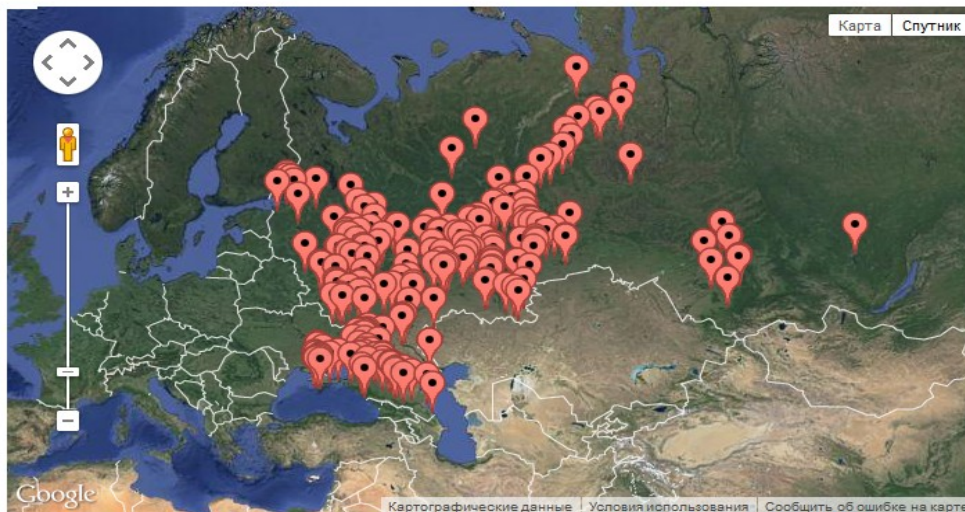 Карта Спутник
Google
Картографические данные Условия использования Сообщить об ошибке на карте